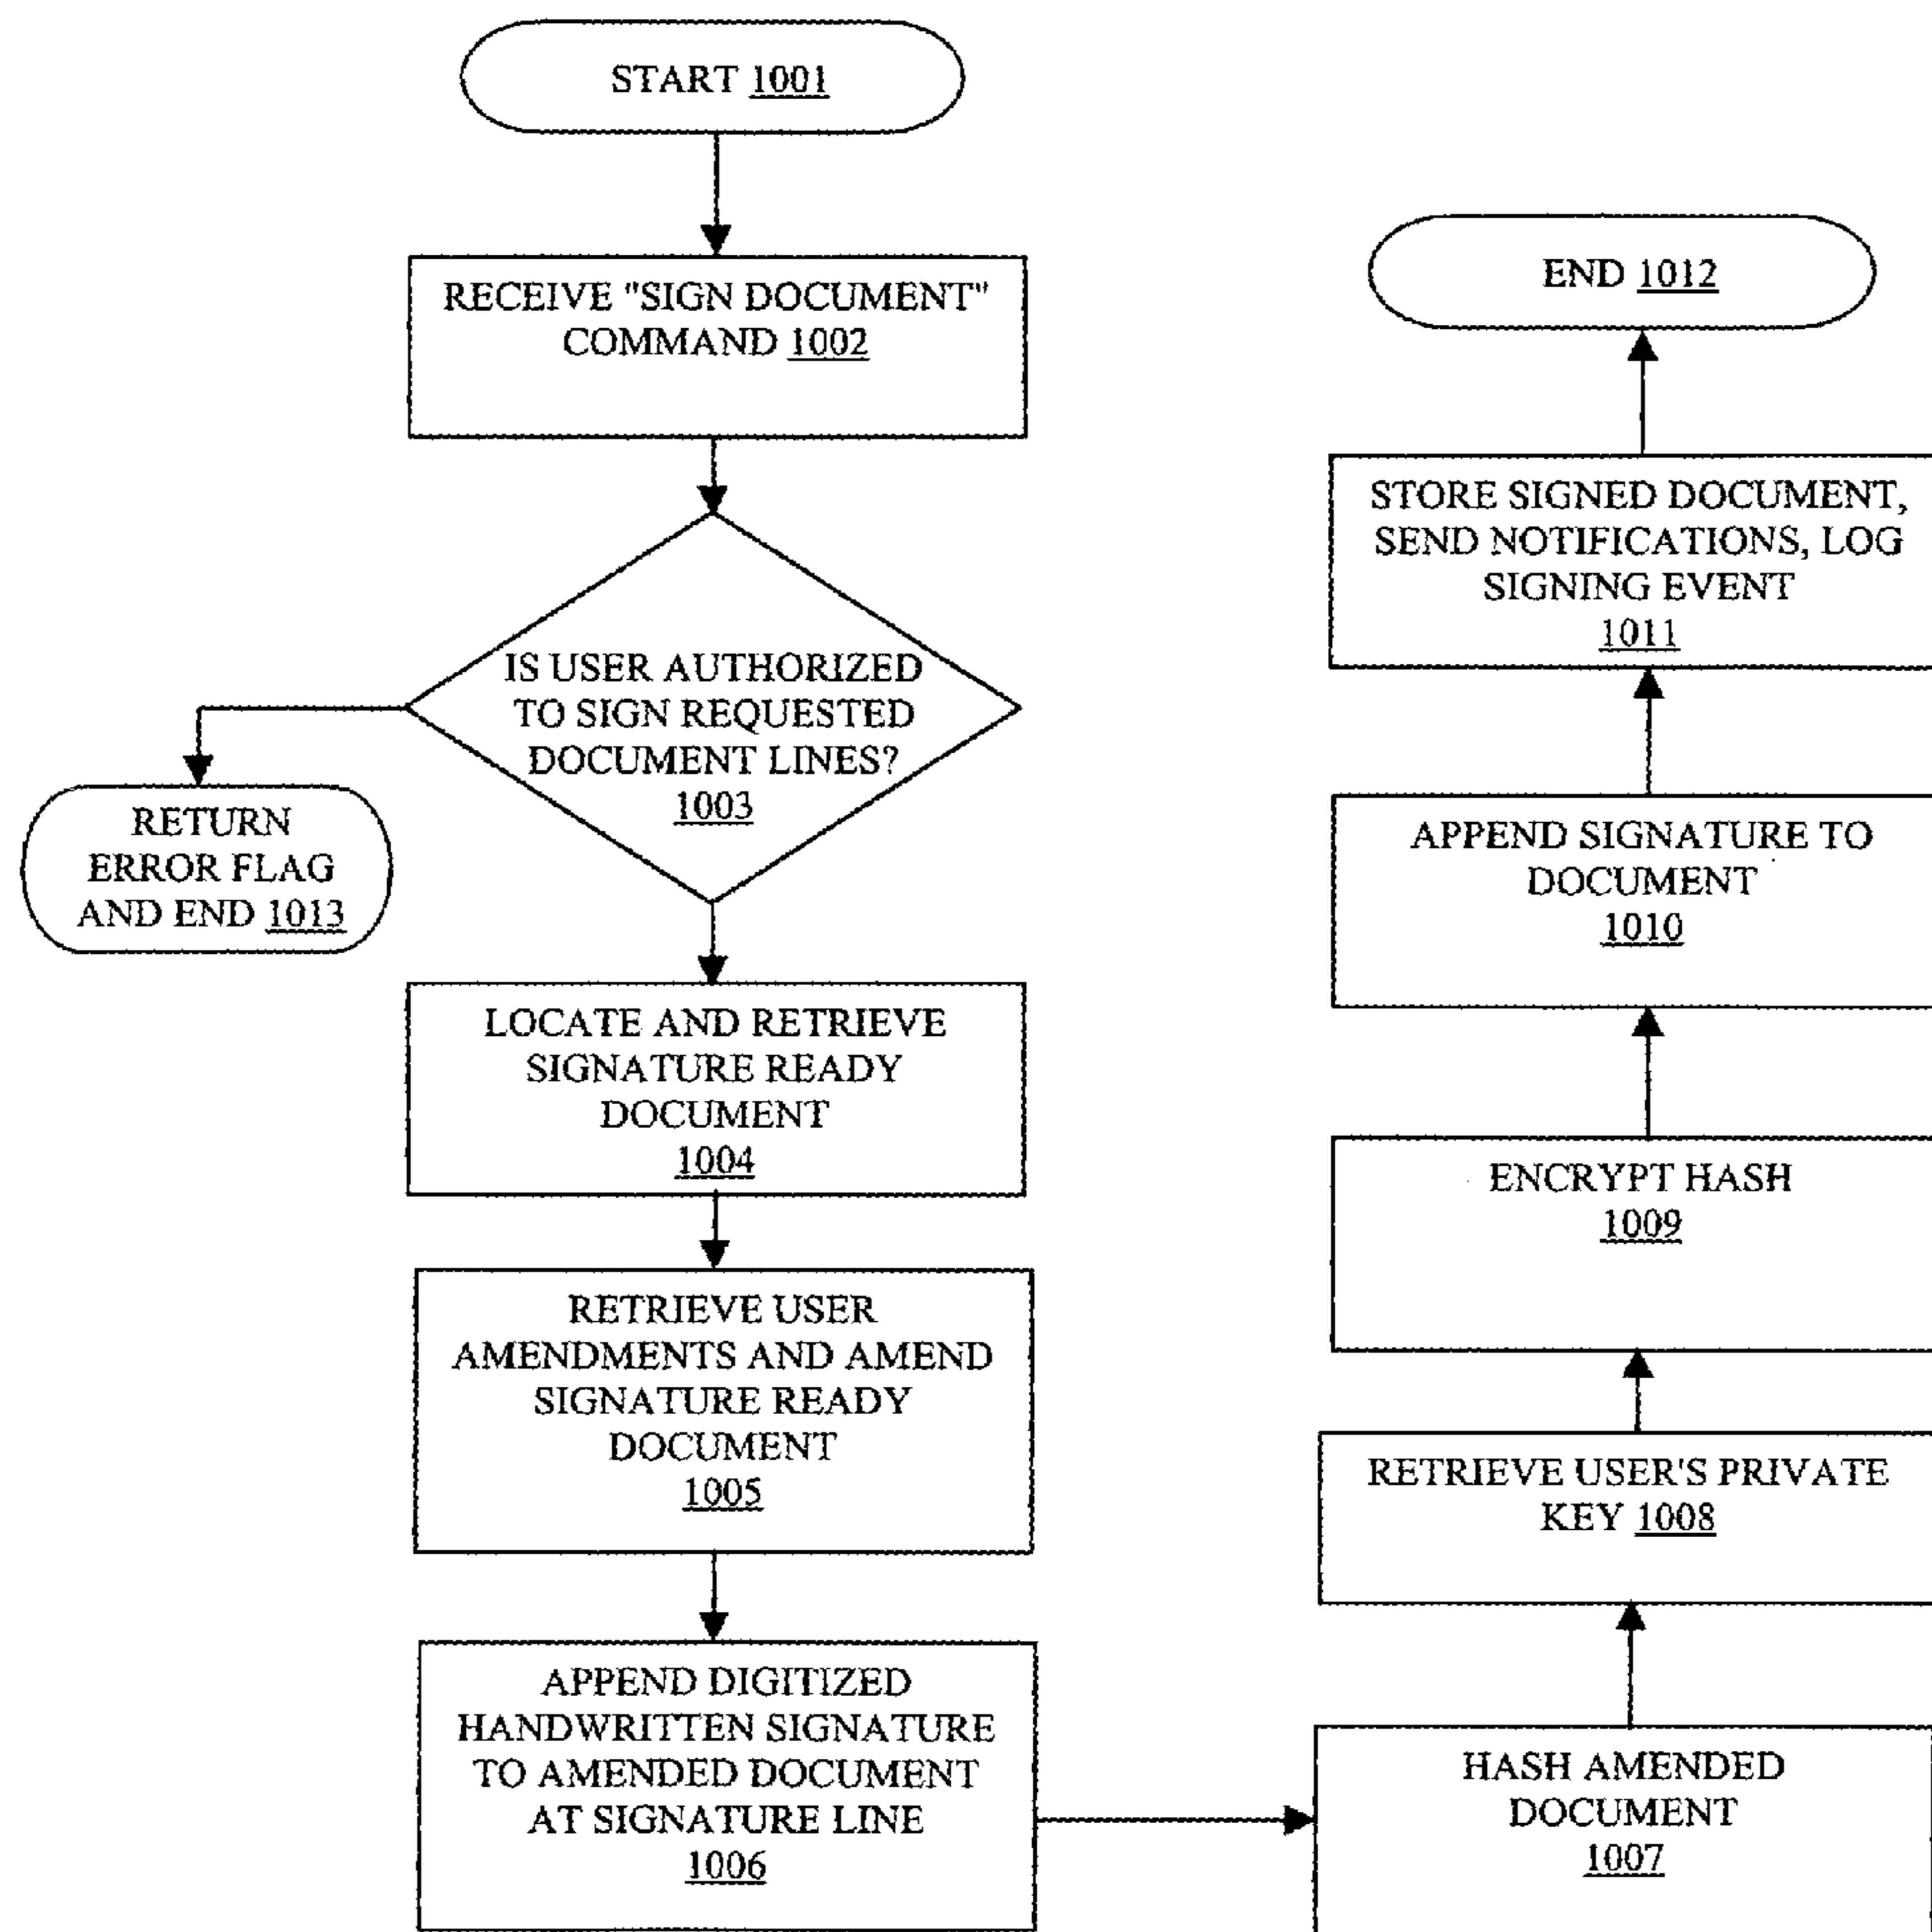 START 1001
RECEIVE "SIGN DOCUMENT"
COMMAND 1002
IS USER AUTHORIZED
TO SIGN REQUESTED
DOCUMENT LINES?
1003
RETURN
ERROR FLAG
AND END 1013
LOCATE AND RETRIEVE
SIGNATURE READY
DOCUMENT
1004
RETRIEVE USER
AMENDMENTS AND AMEND
SIGNATURE READY
DOCUMENT
1005
APPEND DIGITIZED
HANDWRITTEN SIGNATURE
TO AMENDED DOCUMENT
AT SIGNATURE LINE
1006
HASH AMENDED
DOCUMENT
1007
RETRIEVE USER'S PRIVATE
KEY 1008
ENCRYPT HASH
1009
APPEND SIGNATURE TO
DOCUMENT
1010
STORE SIGNED DOCUMENT,
SEND NOTIFICATIONS, LOG
SIGNING EVENT
1011
END 1012